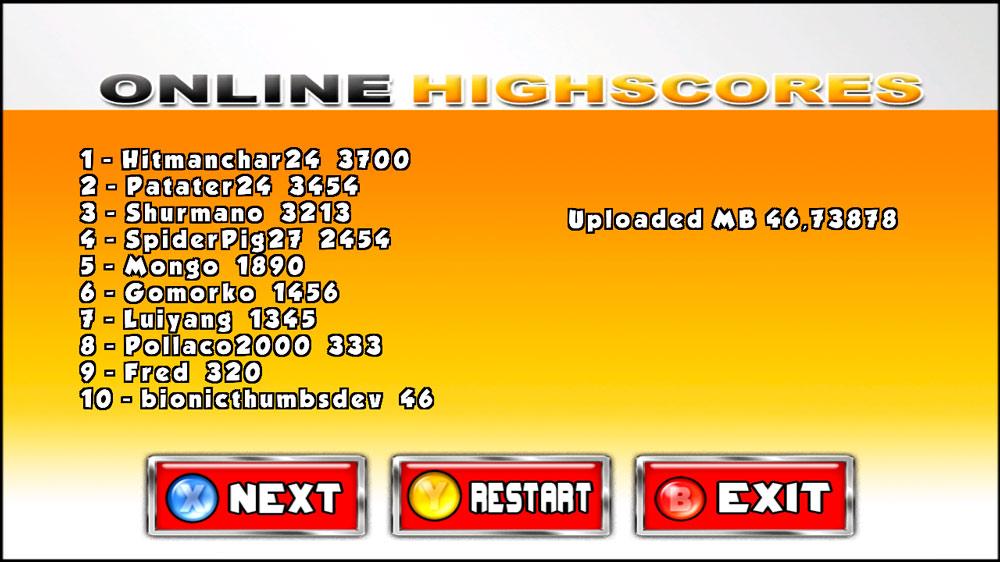 ONLINE HIGHSCORES
1 - Hitmanchar24 3700
2 - Patater24 3454
3 - Shurmano 3213
4 - SpiderPig27 2454
5 - Mongo 1890
6 - Gomorko 1456
7 - Luiyang 1345
8 - Pollaco2000 333
9 - Fred 320
10 - bionicthumbsdev 46
Uploaded MB 46,73878
X NEXT
Y RESTART
B EXIT